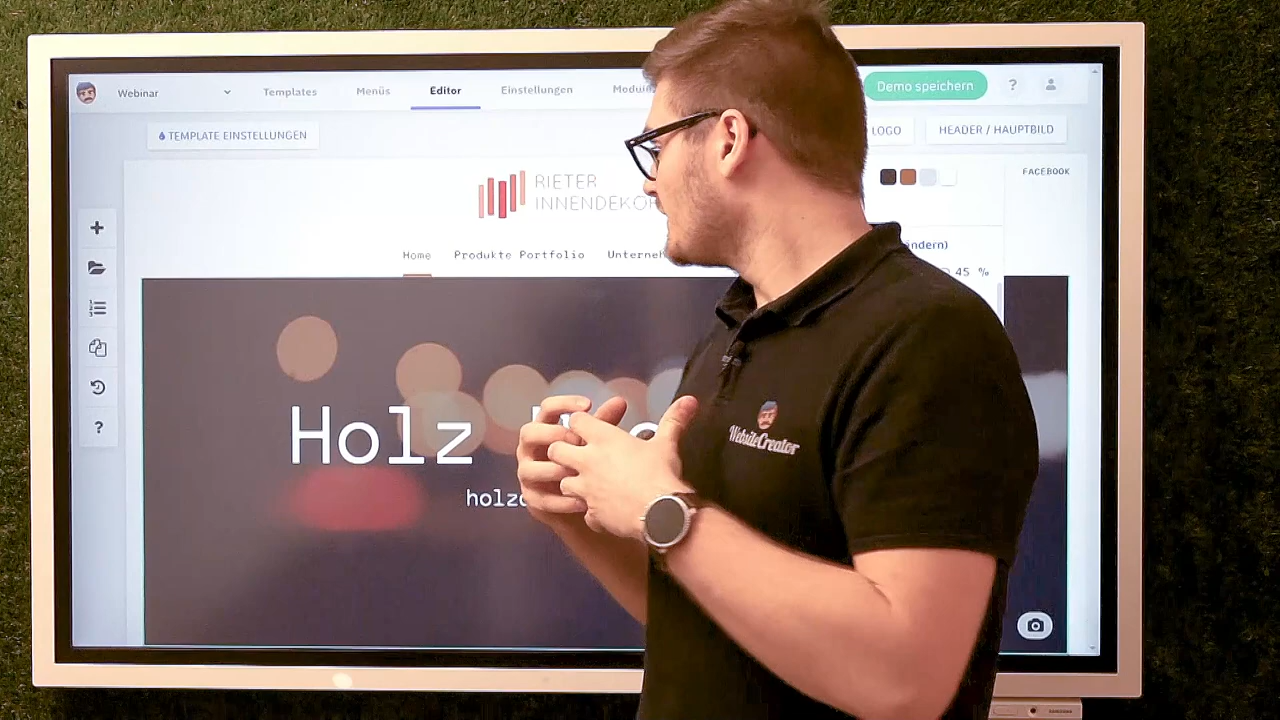 Webinar Templates Menüs Editor Einstellungen Demo speichern ?
TEMPLATE EINSTELLUNGEN LOGO HEADER / HAUPTBILD
FACEBOOK
RIETER
INNENDEKOR
Home Produkte Portfolio
45 %
?
Holz
WebsiteCreator
SAMSUNG